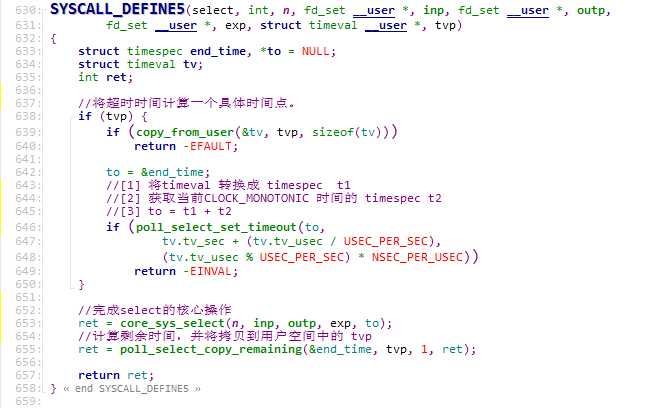 630: SYSCALL_DEFINE5(select, int, n, fd_set __user *, inp, fd_set __user *, outp,
631:         fd_set __user *, exp, struct timeval __user *, tvp)
632: {
633:     struct timespec end_time, *to = NULL;
634:     struct timeval tv;
635:     int ret;
636:
637:     //将超时时间计算一个具体时间点。
638:     if (tvp) {
639:         if (copy_from_user(&tv, tvp, sizeof(tv)))
640:             return -EFAULT;
641:
642:         to = &end_time;
643:         //[1] 将timeval 转换成 timespec  t1
644:         //[2] 获取当前CLOCK_MONOTONIC 时间的 timespec t2
645:         //[3] to = t1 + t2
646:         if (poll_select_set_timeout(to,
647:                 tv.tv_sec + (tv.tv_usec / USEC_PER_SEC),
648:                 (tv.tv_usec % USEC_PER_SEC) * NSEC_PER_USEC))
649:             return -EINVAL;
650:     }
651:
652:     //完成select的核心操作
653:     ret = core_sys_select(n, inp, outp, exp, to);
654:     //计算剩余时间，并将拷贝到用户空间中的 tvp
655:     ret = poll_select_copy_remaining(&end_time, tvp, 1, ret);
656:
657:     return ret;
658: } « end SYSCALL_DEFINE5 »
659: